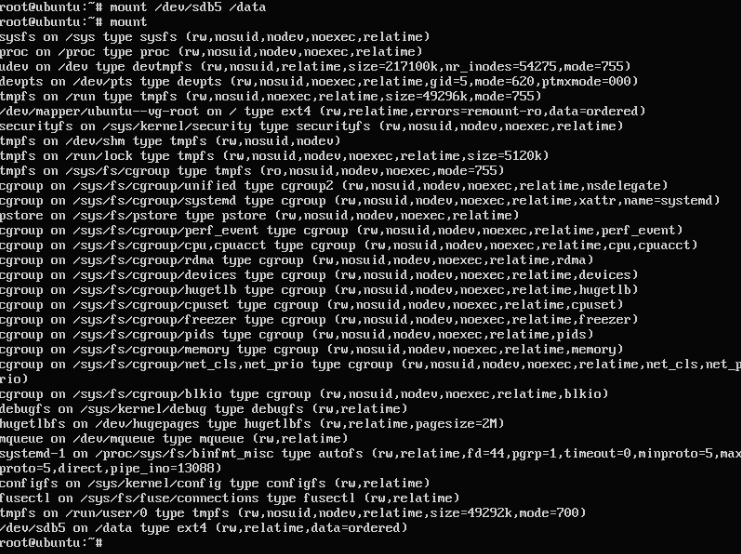 root@ubuntu:~# mount /dev/sdb5 /data
root@ubuntu:~# mount
sysfs on /sys type sysfs (rw,nosuid,nodev,noexec,relatime)
proc on /proc type proc (rw,nosuid,nodev,noexec,relatime)
udev on /dev type devtmpfs (rw,nosuid,relatime,size=217100k,nr_inodes=54275,mode=755)
devpts on /dev/pts type devpts (rw,nosuid,noexec,relatime,gid=5,mode=620,ptmxmode=000)
tmpfs on /run type tmpfs (rw,nosuid,noexec,relatime,size=49296k,mode=755)
/dev/mapper/ubuntu--vg-root on / type ext4 (rw,relatime,errors=remount-ro,data=ordered)
securityfs on /sys/kernel/security type securityfs (rw,nosuid,nodev,noexec,relatime)
tmpfs on /dev/shm type tmpfs (rw,nosuid,nodev)
tmpfs on /run/lock type tmpfs (rw,nosuid,nodev,noexec,relatime,size=5120k)
tmpfs on /sys/fs/cgroup type tmpfs (ro,nosuid,nodev,noexec,mode=755)
cgroup on /sys/fs/cgroup/unified type cgroup2 (rw,nosuid,nodev,noexec,relatime,nsdelegate)
cgroup on /sys/fs/cgroup/systemd type cgroup (rw,nosuid,nodev,noexec,relatime,xattr,name=systemd)
pstore on /sys/fs/pstore type pstore (rw,nosuid,nodev,noexec,relatime)
cgroup on /sys/fs/cgroup/perf_event type cgroup (rw,nosuid,nodev,noexec,relatime,perf_event)
cgroup on /sys/fs/cgroup/cpu,cpuacct type cgroup (rw,nosuid,nodev,noexec,relatime,cpu,cpuacct)
cgroup on /sys/fs/cgroup/rdma type cgroup (rw,nosuid,nodev,noexec,relatime,rdma)
cgroup on /sys/fs/cgroup/devices type cgroup (rw,nosuid,nodev,noexec,relatime,devices)
cgroup on /sys/fs/cgroup/hugetlb type cgroup (rw,nosuid,nodev,noexec,relatime,hugetlb)
cgroup on /sys/fs/cgroup/cpuset type cgroup (rw,nosuid,nodev,noexec,relatime,cpuset)
cgroup on /sys/fs/cgroup/freezer type cgroup (rw,nosuid,nodev,noexec,relatime,freezer)
cgroup on /sys/fs/cgroup/pids type cgroup (rw,nosuid,nodev,noexec,relatime,pids)
cgroup on /sys/fs/cgroup/memory type cgroup (rw,nosuid,nodev,noexec,relatime,memory)
cgroup on /sys/fs/cgroup/net_cls,net_prio type cgroup (rw,nosuid,nodev,noexec,relatime,net_cls,net_p
rio)
cgroup on /sys/fs/cgroup/blkio type cgroup (rw,nosuid,nodev,noexec,relatime,blkio)
debugfs on /sys/kernel/debug type debugfs (rw,relatime)
hugetlbfs on /dev/hugepages type hugetlbfs (rw,relatime,pagesize=2M)
mqueue on /dev/mqueue type mqueue (rw,relatime)
systemd-1 on /proc/sys/fs/binfmt_misc type autofs (rw,relatime,fd=44,pgrp=1,timeout=0,minproto=5,max
proto=5,direct,pipe_ino=13088)
configfs on /sys/kernel/config type configfs (rw,relatime)
fusectl on /sys/fs/fuse/connections type fusectl (rw,relatime)
tmpfs on /run/user/0 type tmpfs (rw,nosuid,nodev,relatime,size=49292k,mode=700)
/dev/sdb5 on /data type ext4 (rw,relatime,data=ordered)
root@ubuntu:~#